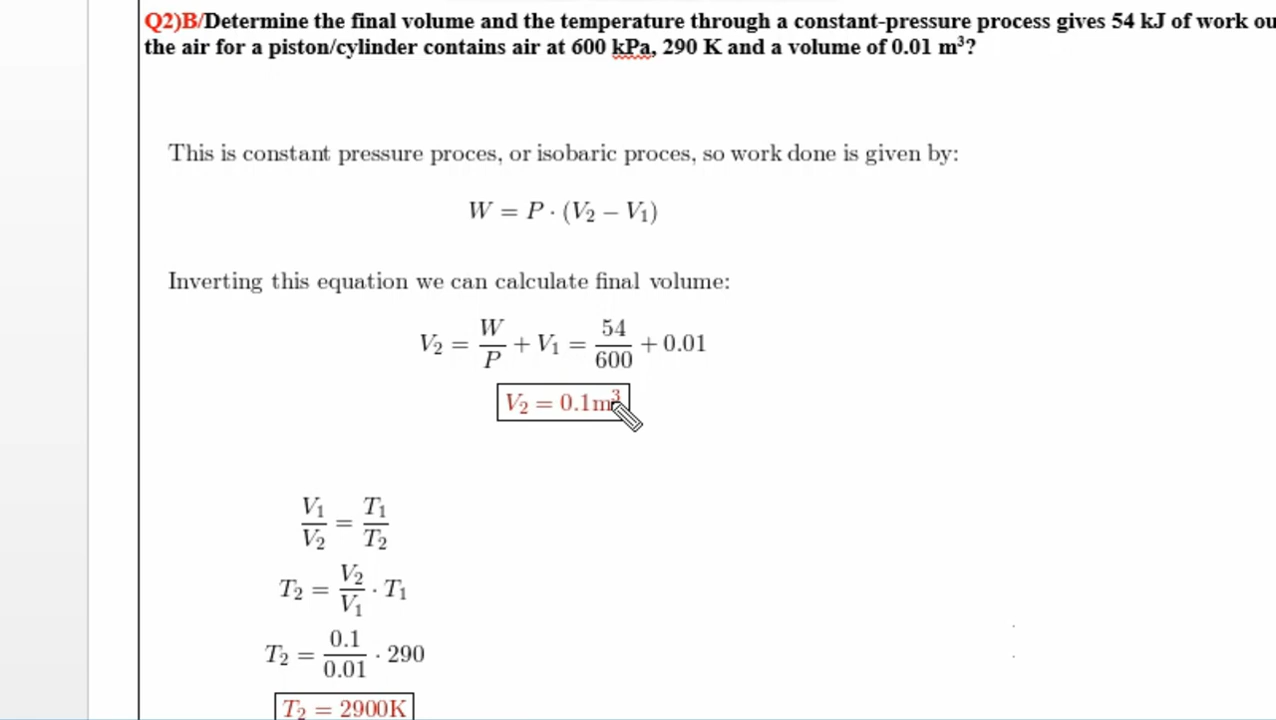 Q2)B/Determine the final volume and the temperature through a constant-pressure process gives 54 kJ of work
the air for a piston/cylinder contains air at 600 kPa, 290 K and a volume of 0.01 m³?
This is constant pressure proces, or isobaric proces, so work done is given by:
W = P · (V₂ − V₁)
Inverting this equation we can calculate final volume:
V₂ = W/P + V₁ = 54/600 + 0.01
V₂ = 0.1m³
V₁/V₂ = T₁/T₂
T₂ = V₂/V₁ · T₁
T₂ = 0.1/0.01 · 290
T₂ = 2900K